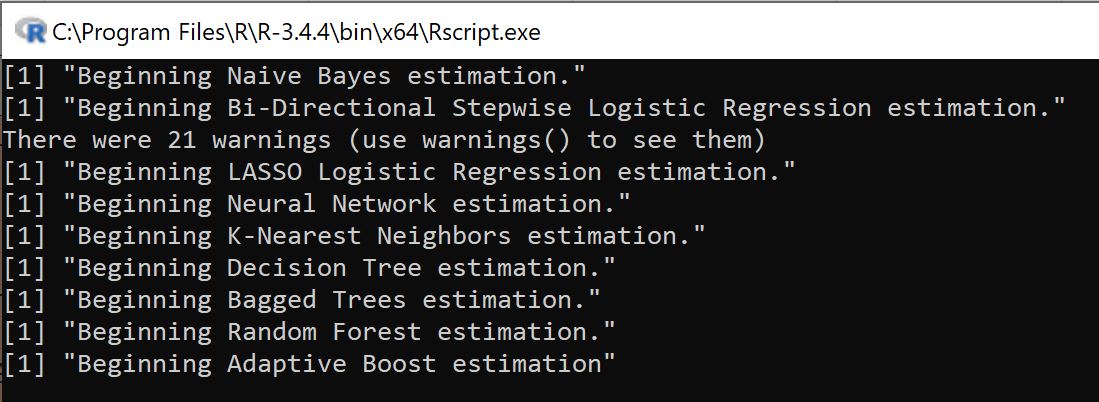 C:\Program Files\R\R-3.4.4\bin\x64\Rscript.exe
[1] "Beginning Naive Bayes estimation."
[1] "Beginning Bi-Directional Stepwise Logistic Regression estimation."
There were 21 warnings (use warnings() to see them)
[1] "Beginning LASSO Logistic Regression estimation."
[1] "Beginning Neural Network estimation."
[1] "Beginning K-Nearest Neighbors estimation."
[1] "Beginning Decision Tree estimation."
[1] "Beginning Bagged Trees estimation."
[1] "Beginning Random Forest estimation."
[1] "Beginning Adaptive Boost estimation"